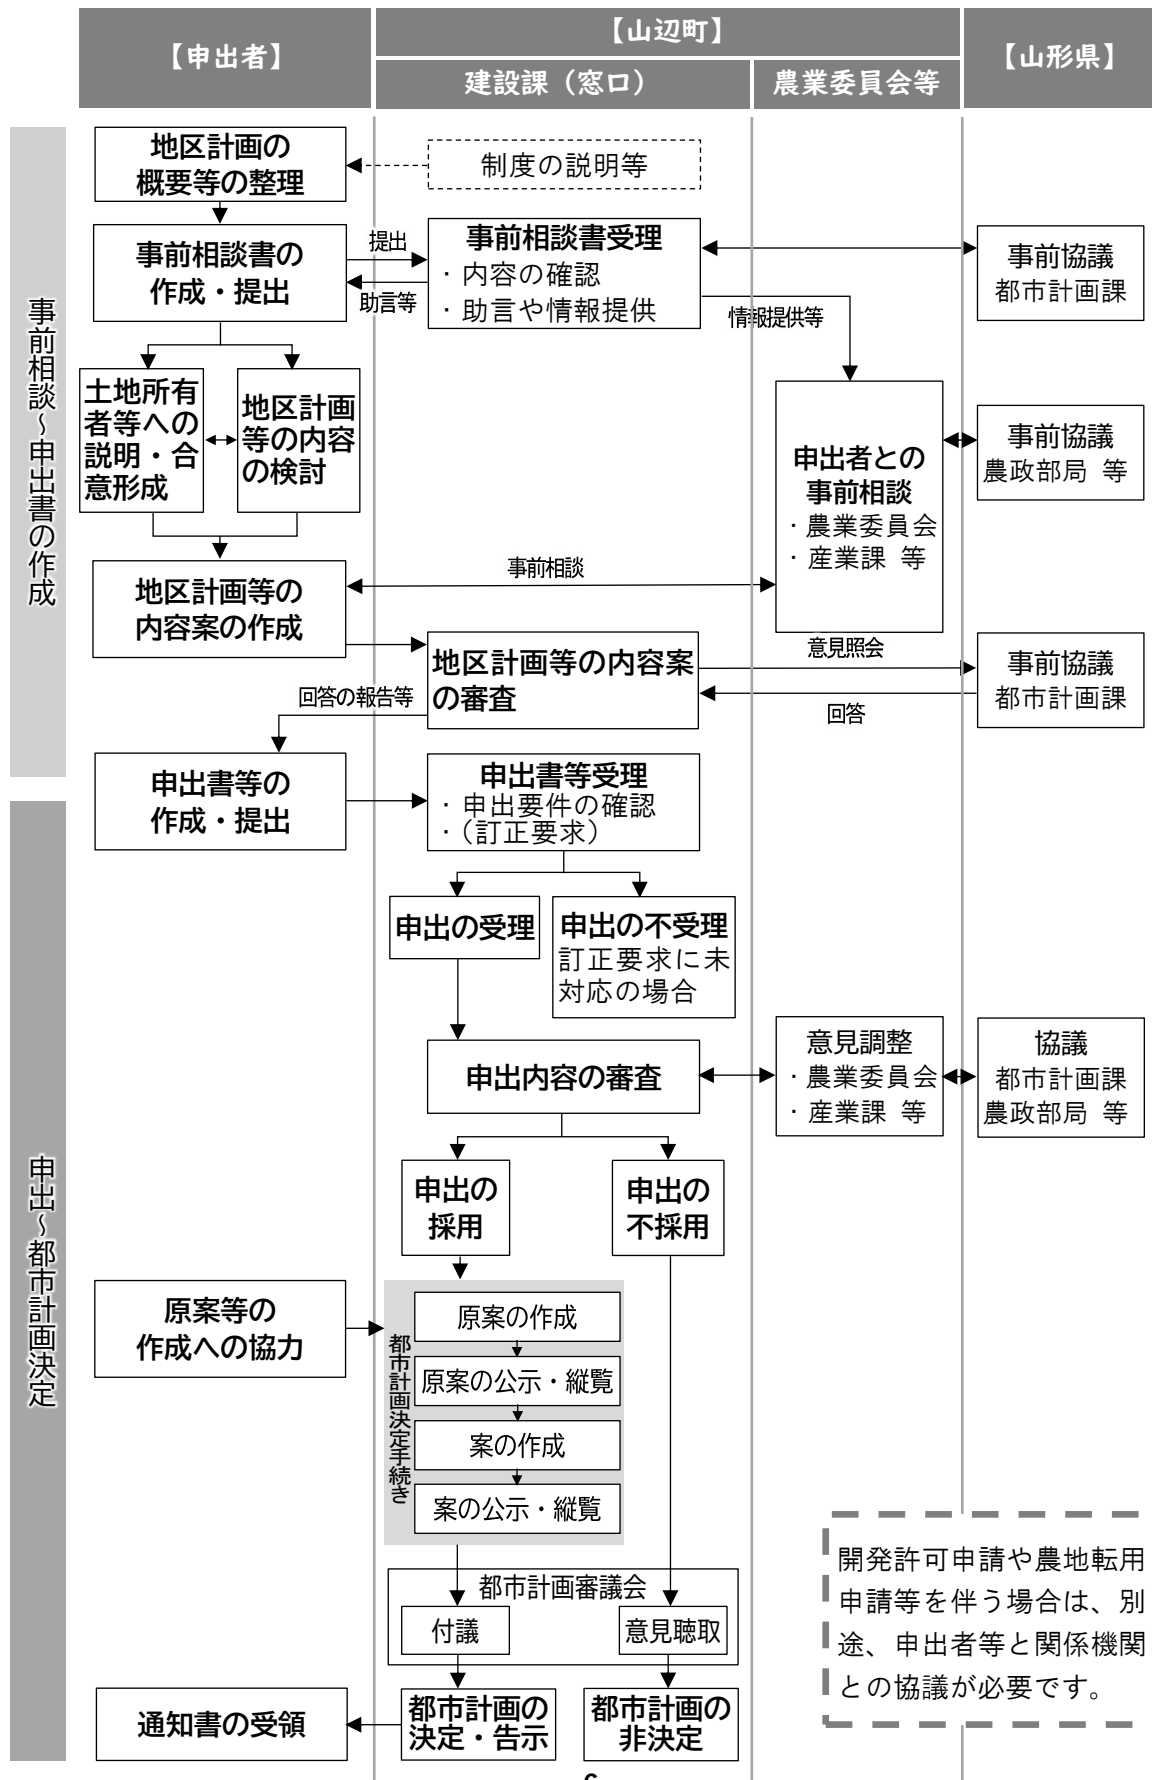 【申出者】
【山辺町】
建設課（窓口）
農業委員会等
【山形県】
事前相談～申出書の作成
地区計画の
概要等の整理
制度の説明等
事前相談書の
作成・提出
提出
助言等
事前相談書受理
・内容の確認
・助言や情報提供
情報提供等
事前協議
都市計画課
土地所有
者等への
説明・合
意形成
地区計画
等の内容
の検討
申出者との
事前相談
・農業委員会
・産業課 等
事前協議
農政部局 等
地区計画等の
内容案の作成
事前相談
地区計画等の内容案
の審査
意見照会
回答
事前協議
都市計画課
回答の報告等
申出～都市計画決定
申出書等の
作成・提出
申出書等受理
・申出要件の確認
・（訂正要求）
申出の受理
申出の不受理
訂正要求に未
対応の場合
申出内容の審査
意見調整
・農業委員会
・産業課 等
協議
都市計画課
農政部局 等
申出の
採用
申出の
不採用
原案等の
作成への協力
都市計画決定手続き
原案の作成
原案の公示・縦覧
案の作成
案の公示・縦覧
都市計画審議会
付議
意見聴取
通知書の受領
都市計画の
決定・告示
都市計画の
非決定
開発許可申請や農地転用
申請等を伴う場合は、別
途、申出者等と関係機関
との協議が必要です。